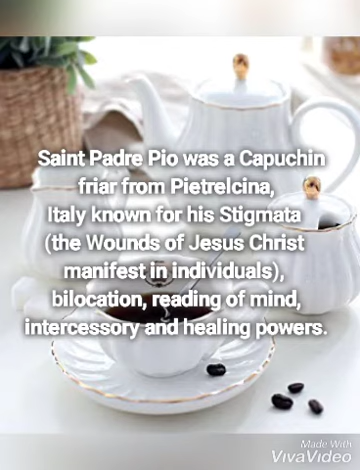 Saint Padre Pio was a Capuchin
friar from Pietrelcina,
Italy known for his Stigmata
(the Wounds of Jesus Christ
manifest in individuals),
bilocation, reading of mind,
intercessory and healing powers.
Made With
VivaVideo